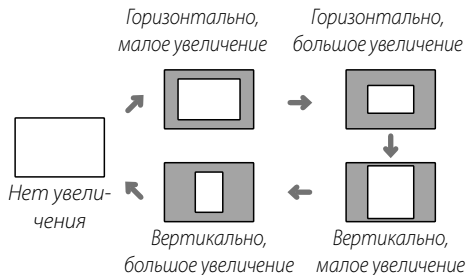 Горизонтально,
малое увеличение
Горизонтально,
большое увеличение
Нет увели-
чения
Вертикально,
большое увеличение
Вертикально,
малое увеличение